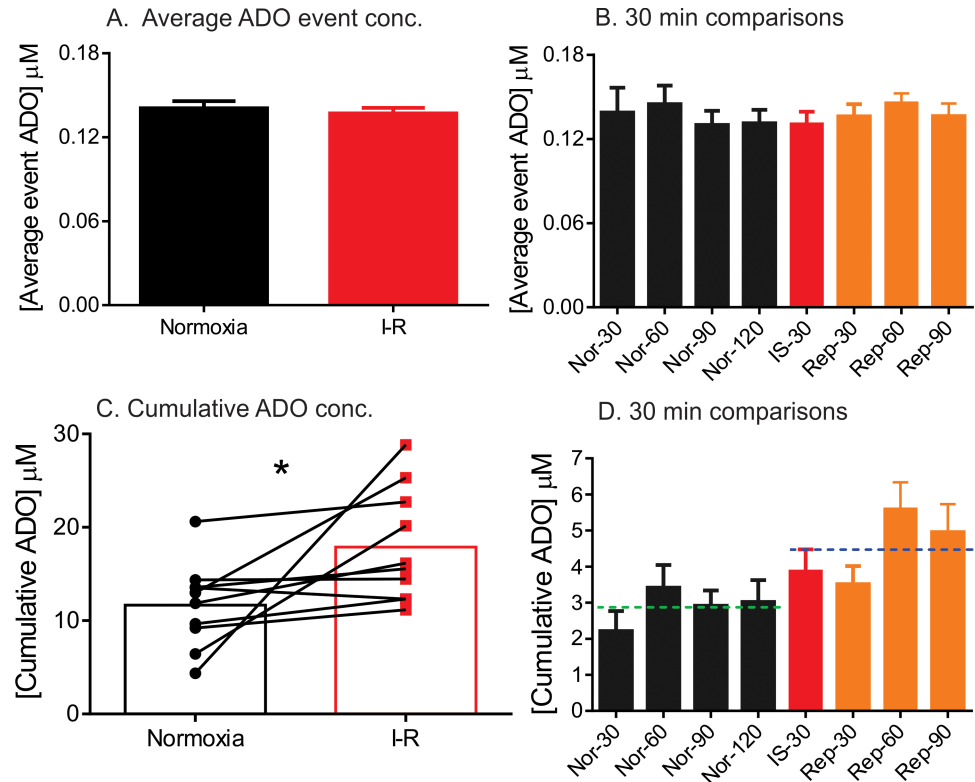 A. Average ADO event conc.
[Average event ADO] μM
0.18
0.12
0.06
0.00
Normoxia
I-R
B. 30 min comparisons
[Average event ADO] μM
0.18
0.12
0.06
0.00
Nor-30
Nor-60
Nor-90
Nor-120
IS-30
Rep-30
Rep-60
Rep-90
C. Cumulative ADO conc.
[Cumulative ADO] μM
30
20
10
0
*
Normoxia
I-R
D. 30 min comparisons
[Cumulative ADO] μM
7
6
5
4
3
2
1
0
Nor-30
Nor-60
Nor-90
Nor-120
IS-30
Rep-30
Rep-60
Rep-90